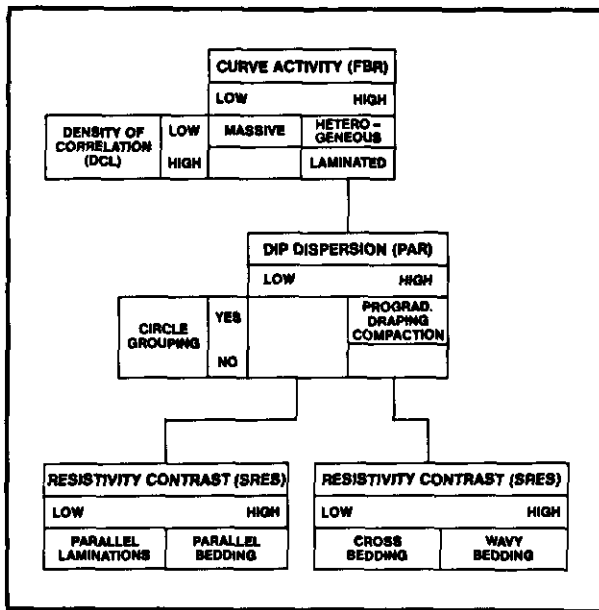 CURVE ACTIVITY (FBR)
LOW HIGH
DENSITY OF
CORRELATION
(DCL)
LOW
HIGH
MASSIVE
HETERO-
GENEOUS
LAMINATED
DIP DISPERSION (PAR)
LOW HIGH
CIRCLE
GROUPING
YES
NO
PROGRAD.
DRAPING
COMPACTION
RESISTIVITY CONTRAST (SRES)
LOW HIGH
PARALLEL
LAMINATIONS
PARALLEL
BEDDING
RESISTIVITY CONTRAST (SRES)
LOW HIGH
CROSS
BEDDING
WAVY
BEDDING